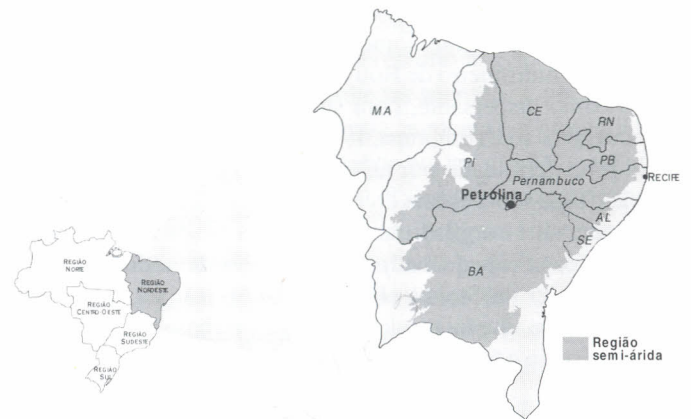 MA
CE
RN
PI
PB
Pernambuco
RECIFE
Petrolina
AL
SE
BA
REGIÃO
NORTE
REGIÃO
NORDESTE
REGIÃO
CENTRO OESTE
REGIÃO
SUDESTE
REGIÃO
SUL
Região
semi-árida